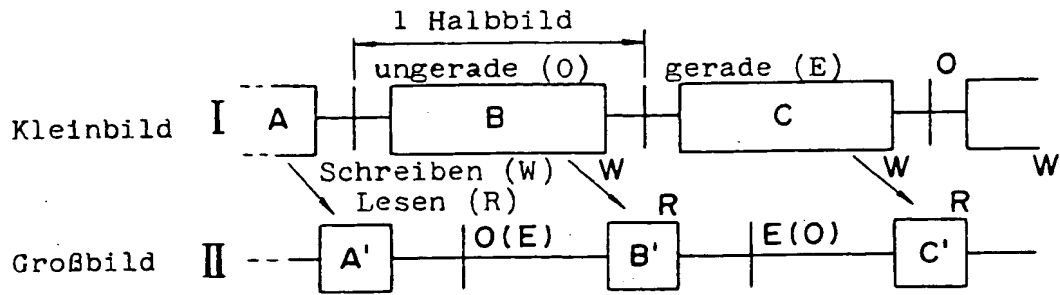 1 Halbbild
ungerade (O) gerade (E) O
Kleinbild I A B C
W W W
Schreiben (W)
Lesen (R) R R
Großbild II A' O(E) B' E(O) C'